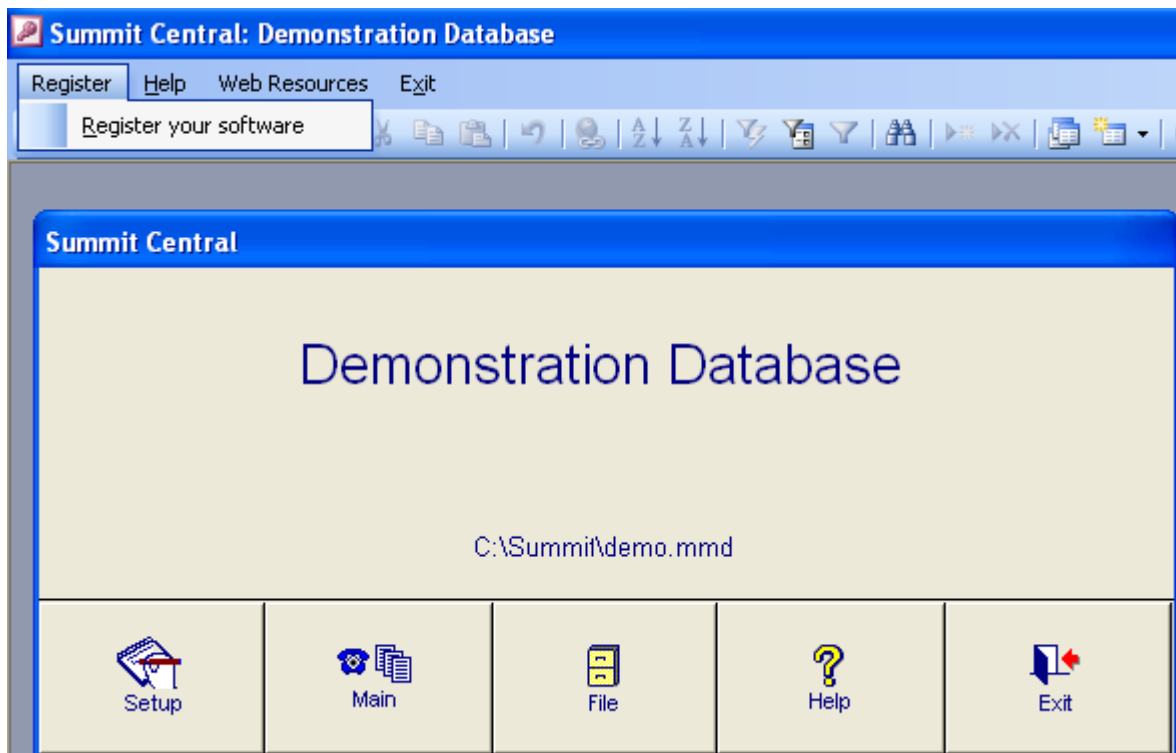 Summit Central: Demonstration Database
Register Help Web Resources Exit
Register your software
Summit Central
Demonstration Database
C:\Summit\demo.mmd
Setup Main File Help Exit